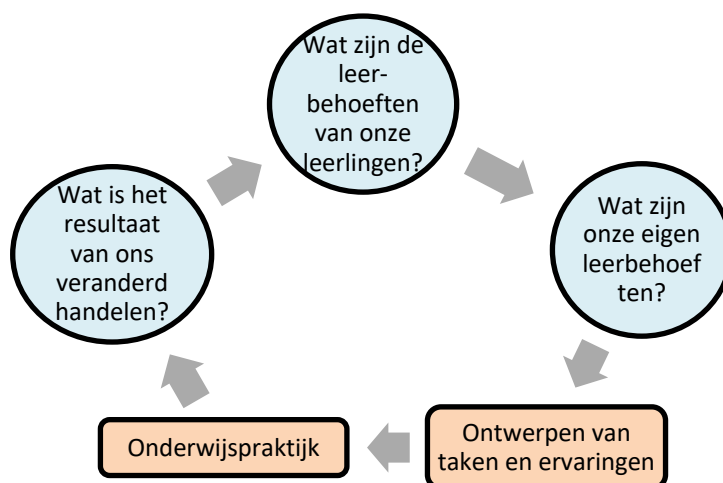 Wat zijn de
leer-
behoeften
van onze
leerlingen?
Wat zijn
onze eigen
leerbehoef
ten?
Ontwerpen van
taken en ervaringen
Onderwijspraktijk
Wat is het
resultaat
van ons
veranderd
handelen?